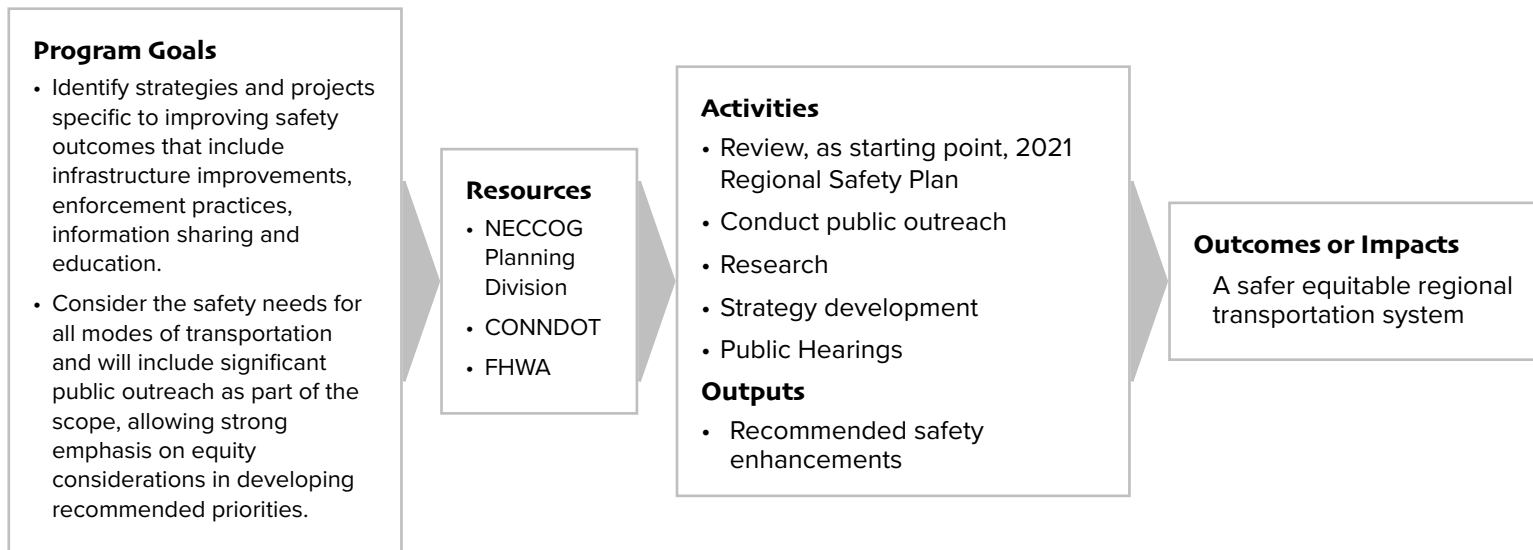 Program Goals
• Identify strategies and projects
specific to improving safety
outcomes that include
infrastructure improvements,
enforcement practices,
information sharing and
education.
• Consider the safety needs for
all modes of transportation
and will include significant
public outreach as part of the
scope, allowing strong
emphasis on equity
considerations in developing
recommended priorities.
Resources
• NECCOG
Planning
Division
• CONNDOT
• FHWA
Activities
• Review, as starting point, 2021
Regional Safety Plan
• Conduct public outreach
• Research
• Strategy development
• Public Hearings
Outputs
• Recommended safety
enhancements
Outcomes or Impacts
A safer equitable regional
transportation system